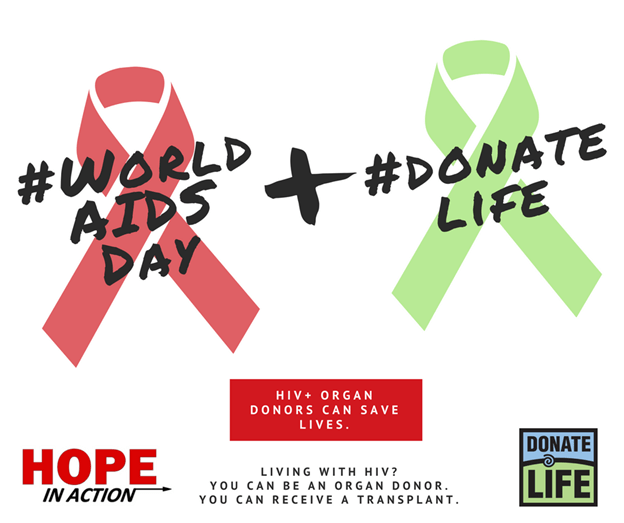 #WORLD
AIDS
DAY
+
#DONATE
LIFE
HIV+ ORGAN
DONORS CAN SAVE
LIVES.
HOPE
IN ACTION
LIVING WITH HIV?
YOU CAN BE AN ORGAN DONOR.
YOU CAN RECEIVE A TRANSPLANT.
DONATE
LIFE